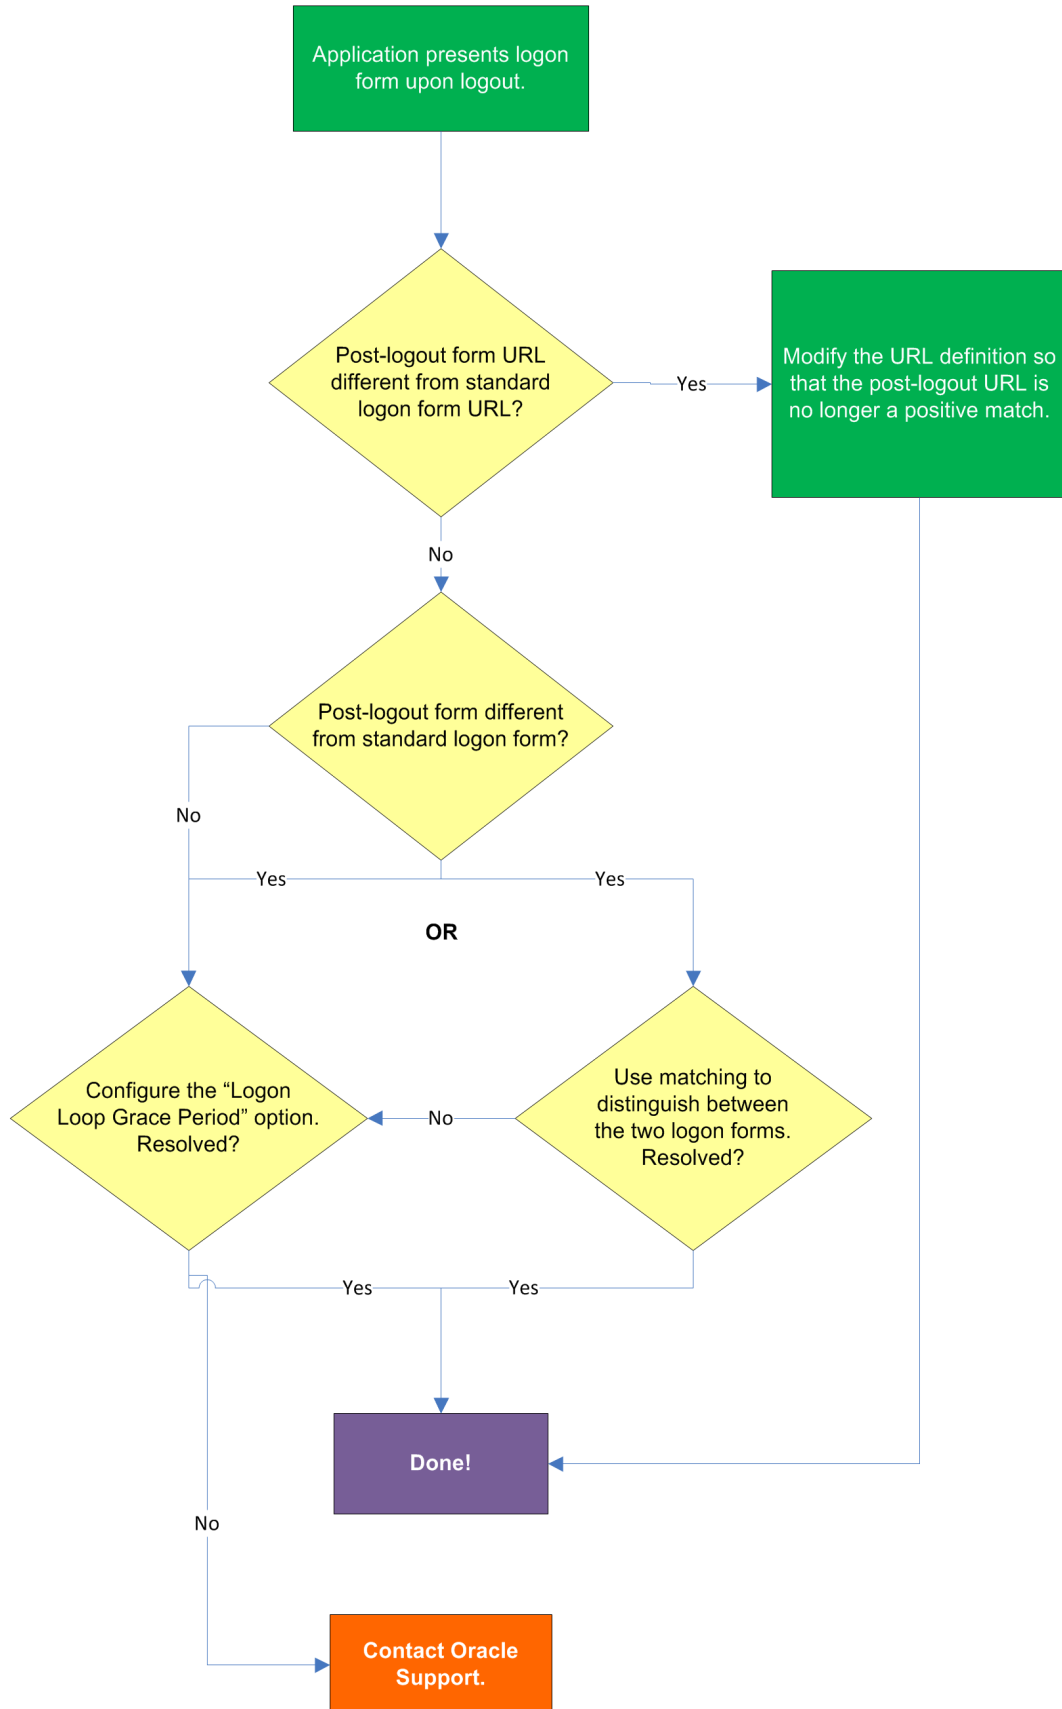 Application presents logon
form upon logout.
Post-logout form URL
different from standard
logon form URL?
Yes
Modify the URL definition so
that the post-logout URL is
no longer a positive match.
No
Post-logout form different
from standard logon form?
No
Yes
Yes
OR
Configure the “Logon
Loop Grace Period” option.
Resolved?
No
Use matching to
distinguish between
the two logon forms.
Resolved?
Yes
Yes
Done!
No
Contact Oracle
Support.